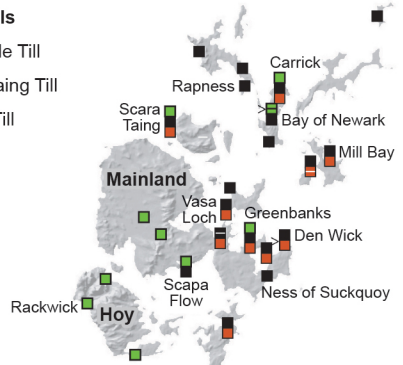 ls
le Till
aing Till
Till
Carrick
Rapness
Scara
Taing
Bay of Newark
Mill Bay
Mainland
Vasa
Loch
Greenbanks
Den Wick
Scapa
Flow
Ness of Suckquoy
Rackwick
Hoy